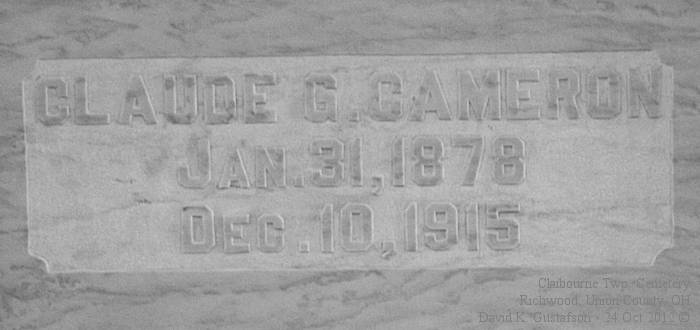 CLAUDE G. CAMERON
JAN. 31, 1878
DEC. 10, 1915
Claibourne Twp. Cemetery
Richwood, Union County, OH
David K. Gustafson - 24 Oct 2012 ©